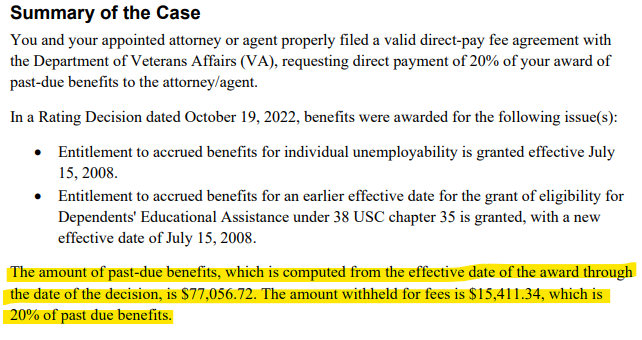 Summary of the Case
You and your appointed attorney or agent properly filed a valid direct-pay fee agreement with
the Department of Veterans Affairs (VA), requesting direct payment of 20% of your award of
past-due benefits to the attorney/agent.
In a Rating Decision dated October 19, 2022, benefits were awarded for the following issue(s):
• Entitlement to accrued benefits for individual unemployability is granted effective July
15, 2008.
• Entitlement to accrued benefits for an earlier effective date for the grant of eligibility for
Dependents' Educational Assistance under 38 USC chapter 35 is granted, with a new
effective date of July 15, 2008.
The amount of past-due benefits, which is computed from the effective date of the award through
the date of the decision, is $77,056.72. The amount withheld for fees is $15,411.34, which is
20% of past due benefits.